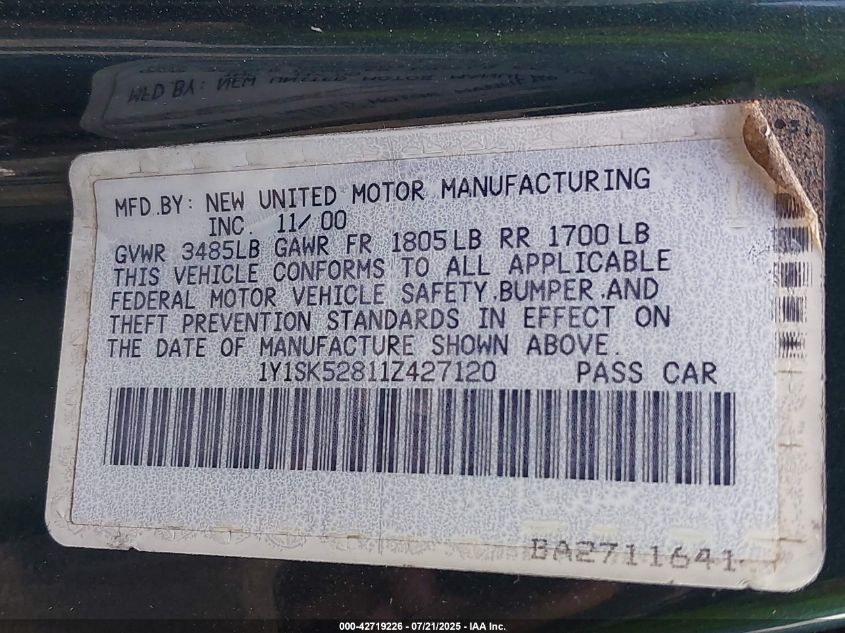 MFD.BY: NEW UNITED MOTOR MANUFACTURING
INC. 11/00
GVWR 3485LB GAWR FR 1805LB RR 1700LB
THIS VEHICLE CONFORMS TO ALL APPLICABLE
FEDERAL MOTOR VEHICLE SAFETY.BUMPER.AND
THEFT PREVENTION STANDARDS IN EFFECT ON
THE DATE OF MANUFACTURE SHOWN ABOVE.
1Y1SK52811Z427120 PASS CAR
BA2711641
000-42719226 - 07/21/2025 - IAA Inc.